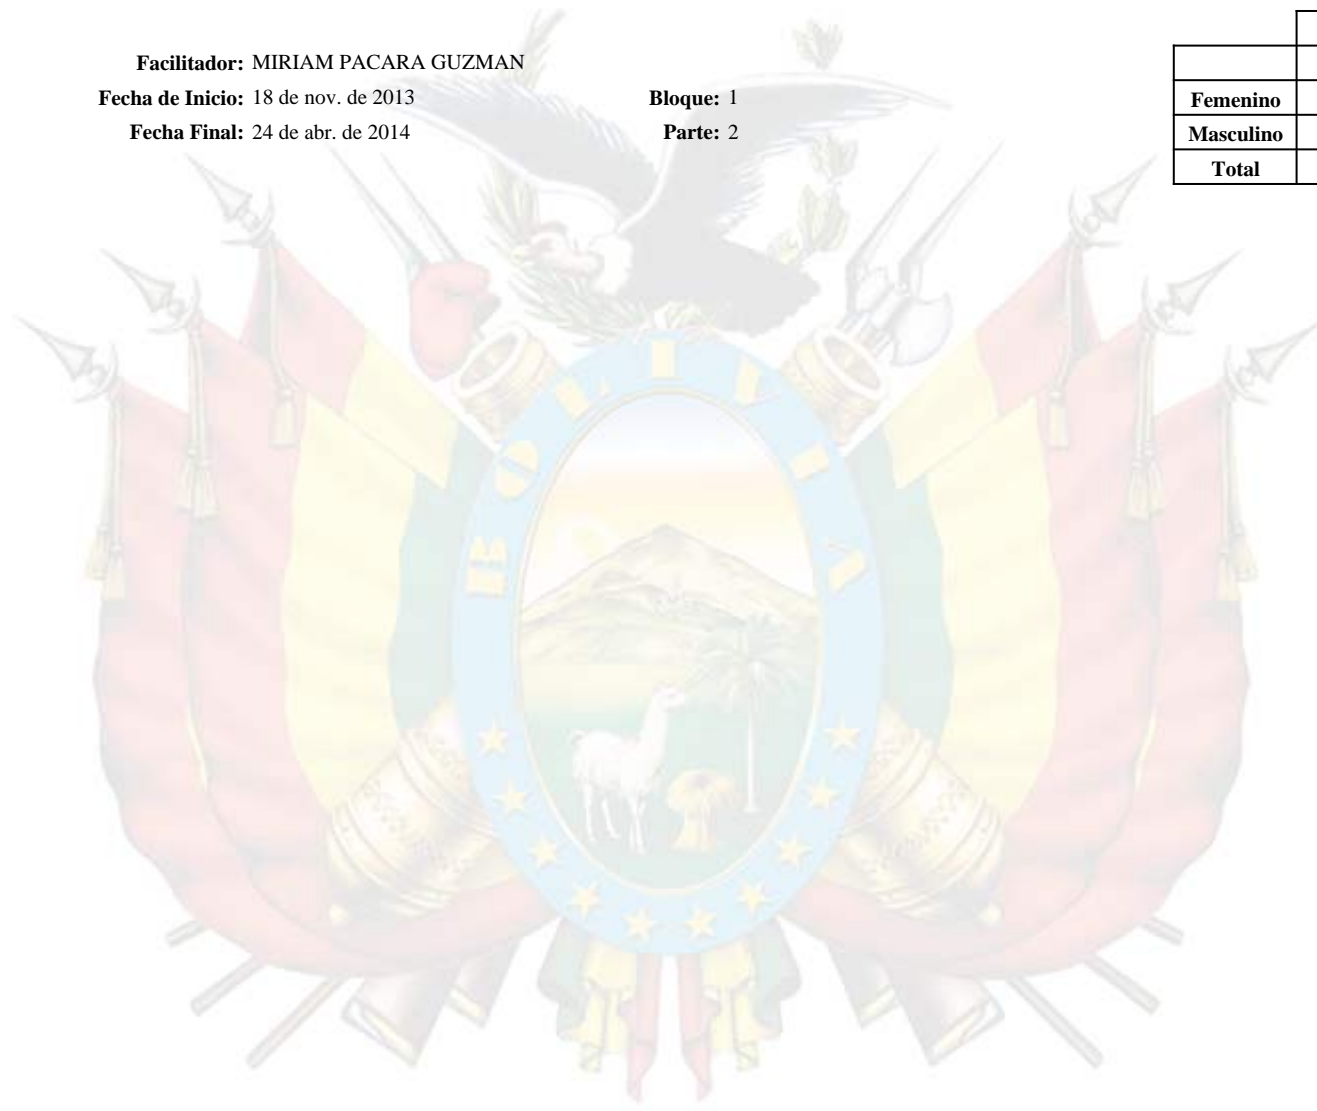 Facilitador: MIRIAM PACARA GUZMAN
Fecha de Inicio: 18 de nov. de 2013 Bloque: 1
Femenino
Fecha Final: 24 de abr. de 2014 Parte: 2
Masculino
Total
BOLIVIA